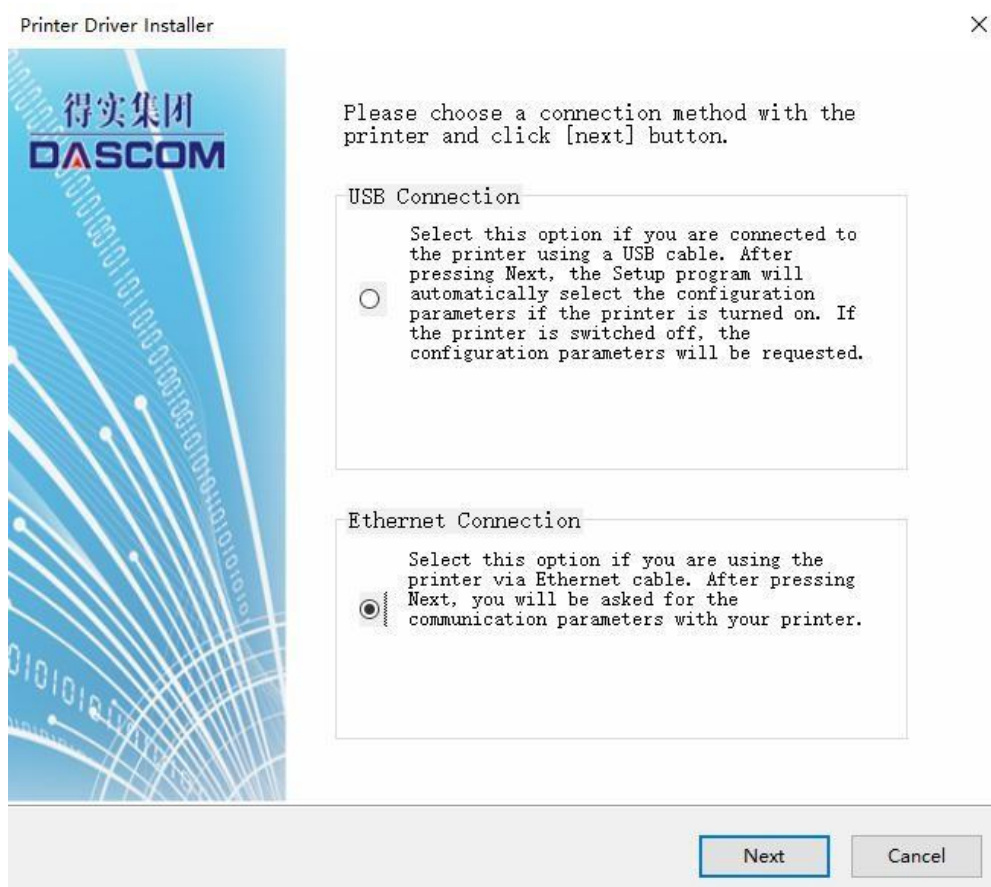 Printer Driver Installer
得实集团
DASCOM
Please choose a connection method with the
printer and click [next] button.
USB Connection
Select this option if you are connected to
the printer using a USB cable. After
pressing Next, the Setup program will
automatically select the configuration
parameters if the printer is turned on. If
the printer is switched off, the
configuration parameters will be requested.
Ethernet Connection
Select this option if you are using the
printer via Ethernet cable. After pressing
Next, you will be asked for the
communication parameters with your printer.
Next
Cancel